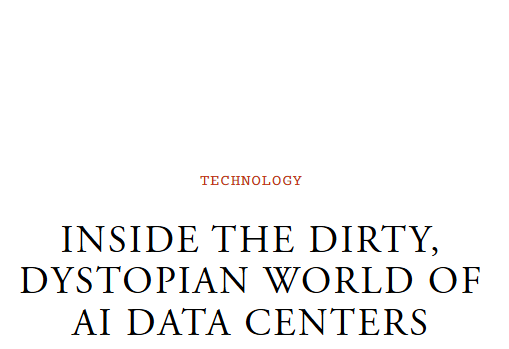 TECHNOLOGY
INSIDE THE DIRTY,
DYSTOPIAN WORLD OF
AI DATA CENTERS